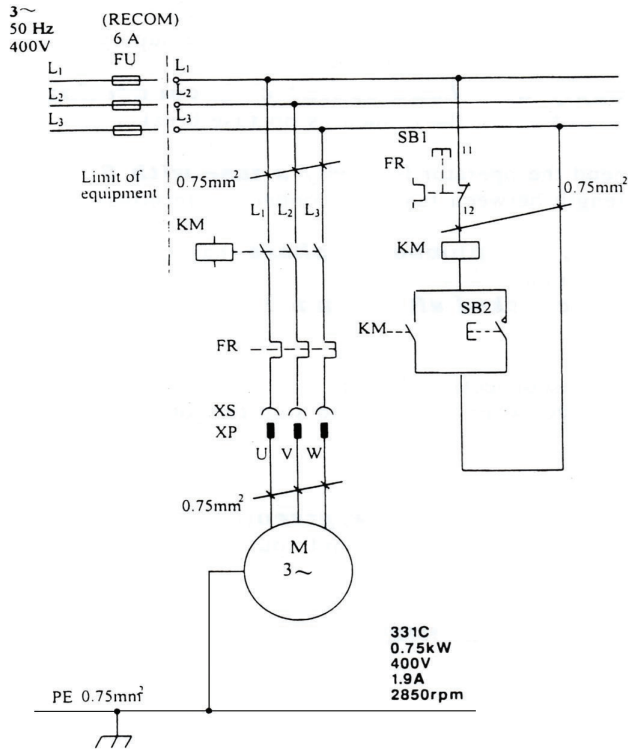 3~
50 Hz
400V
(RECOM)
6 A
FU
L₁
L₂
L₃
L₁
L₂
L₃
Limit of
equipment
0.75mm²
L₁ L₂ L₃
KM
FR
XS
XP
U V W
0.75mm²
M
3~
PE 0.75mm²
SB1
11
FR
12
0.75mm²
KM
KM
SB2
331C
0.75kW
400V
1.9A
2850rpm